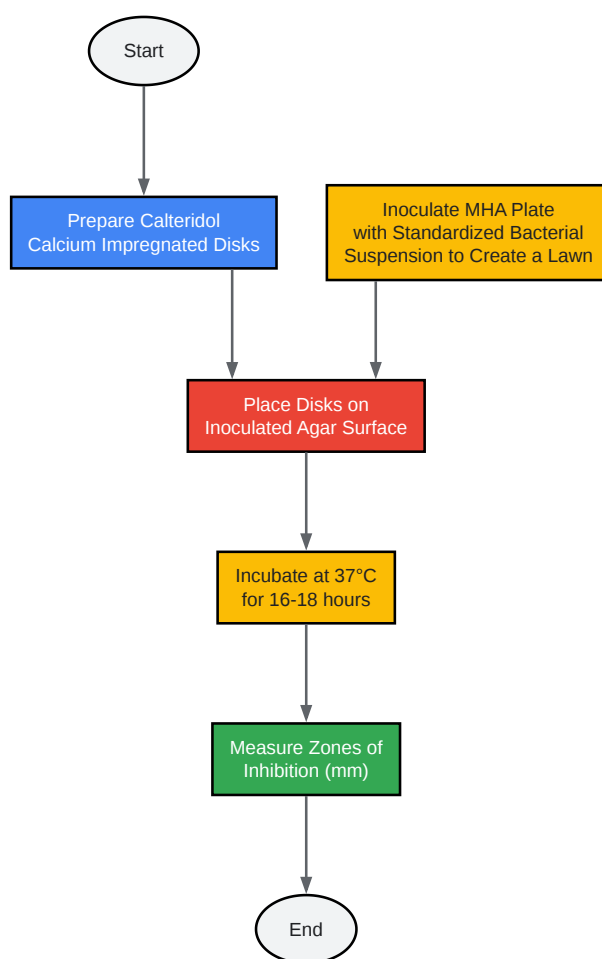 Start
Prepare Calteridol
Calcium Impregnated Disks
Inoculate MHA Plate
with Standardized Bacterial
Suspension to Create a Lawn
Place Disks on
Inoculated Agar Surface
Incubate at 37°C
for 16-18 hours
Measure Zones of
Inhibition (mm)
End